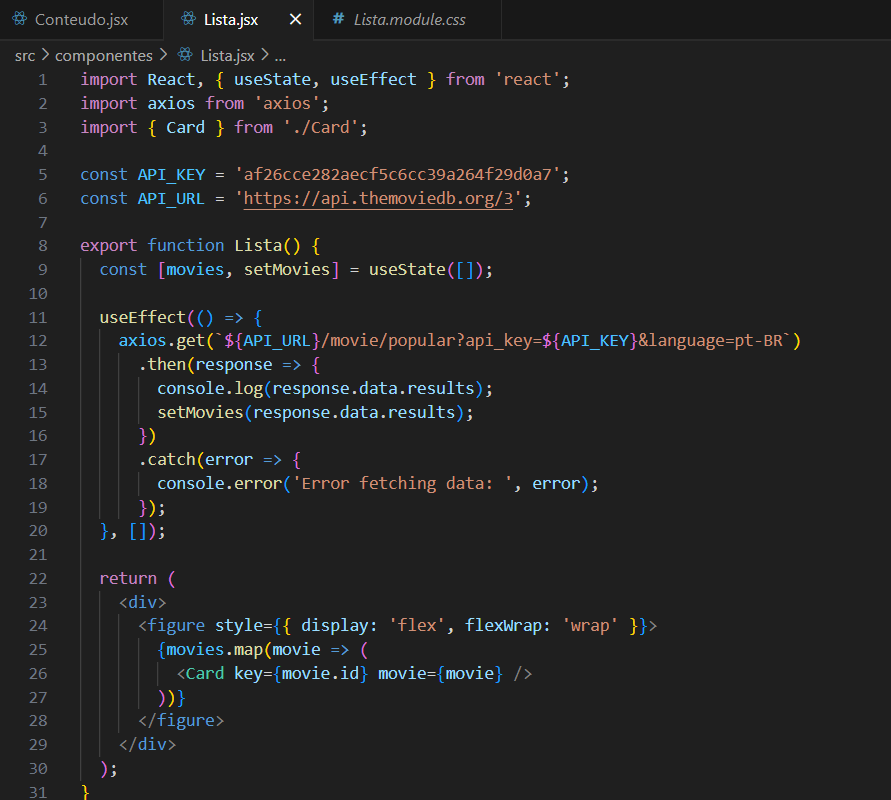 Conteudo.jsx Lista.jsx × # Lista.module.css
src > componentes > Lista.jsx > ...
1 import React, { useState, useEffect } from 'react';
2 import axios from 'axios';
3 import { Card } from './Card';
4
5 const API_KEY = 'af26cce282aecf5c6cc39a264f29d0a7';
6 const API_URL = 'https://api.themoviedb.org/3';
7
8 export function Lista() {
9 const [movies, setMovies] = useState([]);
10
11 useEffect(() => {
12 axios.get(`${API_URL}/movie/popular?api_key=${API_KEY}&language=pt-BR`)
13 .then(response => {
14 console.log(response.data.results);
15 setMovies(response.data.results);
16 })
17 .catch(error => {
18 console.error('Error fetching data: ', error);
19 });
20 }, []);
21
22 return (
23 <div>
24 <figure style={{ display: 'flex', flexWrap: 'wrap' }}>
25 {movies.map(movie => (
26 <Card key={movie.id} movie={movie} />
27 ))}
28 </figure>
29 </div>
30 );
31 }